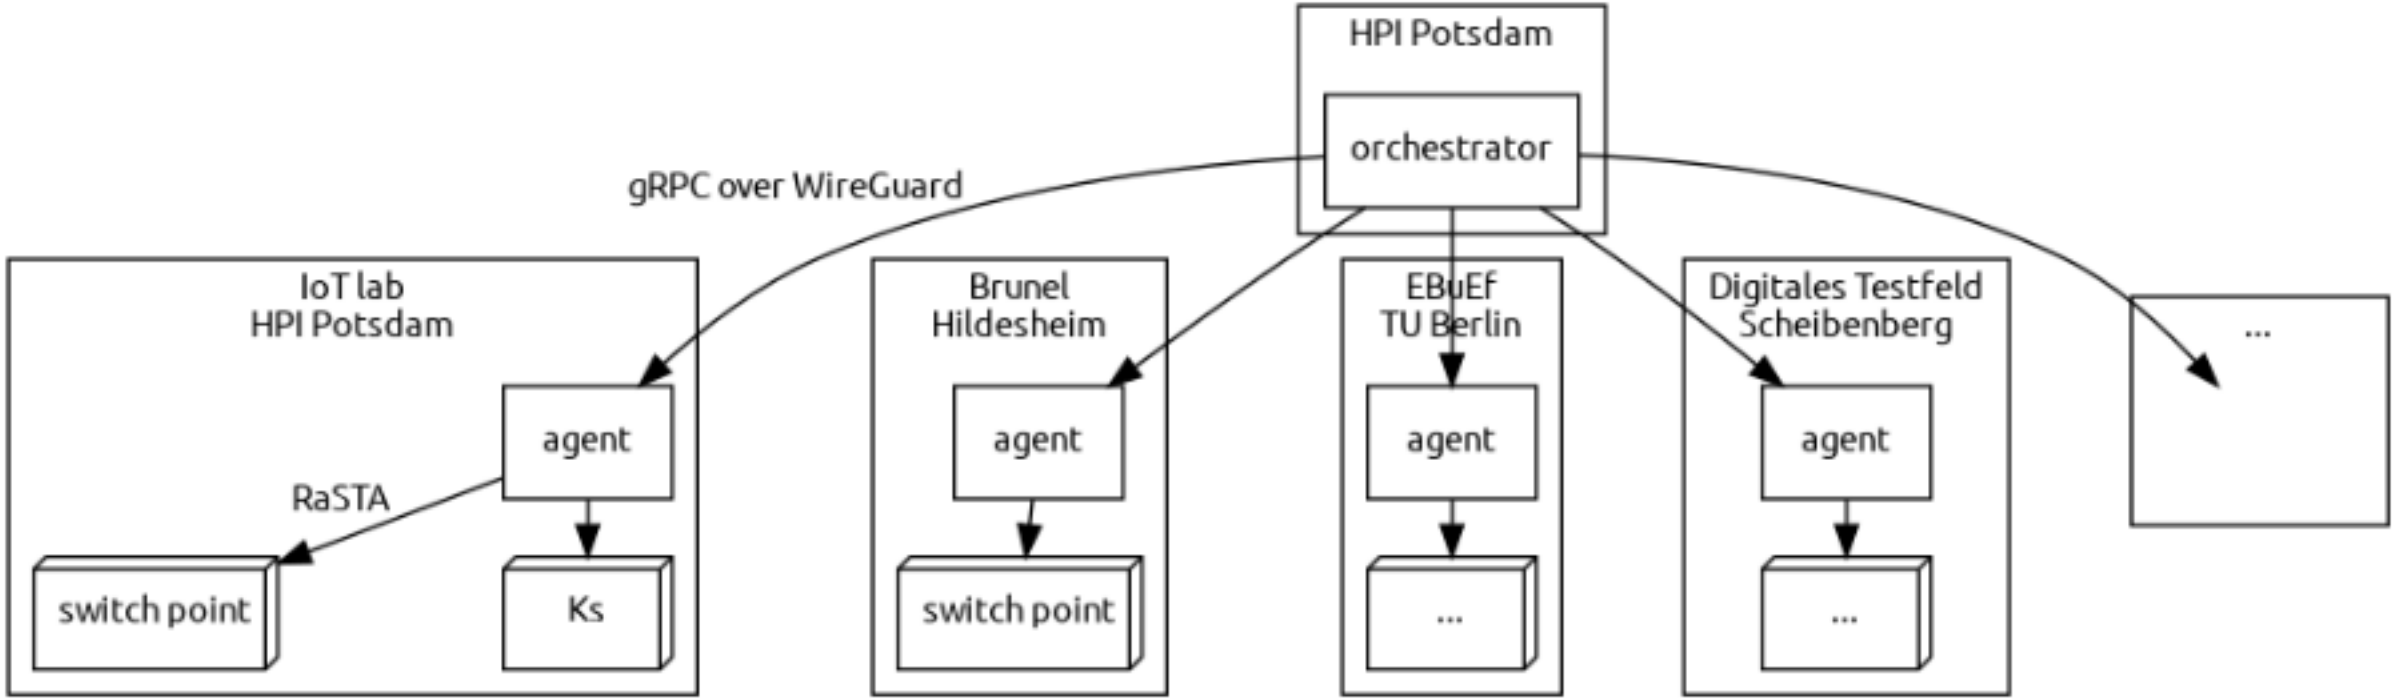 HPI Potsdam
orchestrator
gRPC over WireGuard
IoT lab
HPI Potsdam
agent
RaSTA
switch point
Ks
Brunel
Hildesheim
agent
switch point
EBuEf
TU Berlin
agent
...
Digitales Testfeld
Scheibenberg
agent
...
...